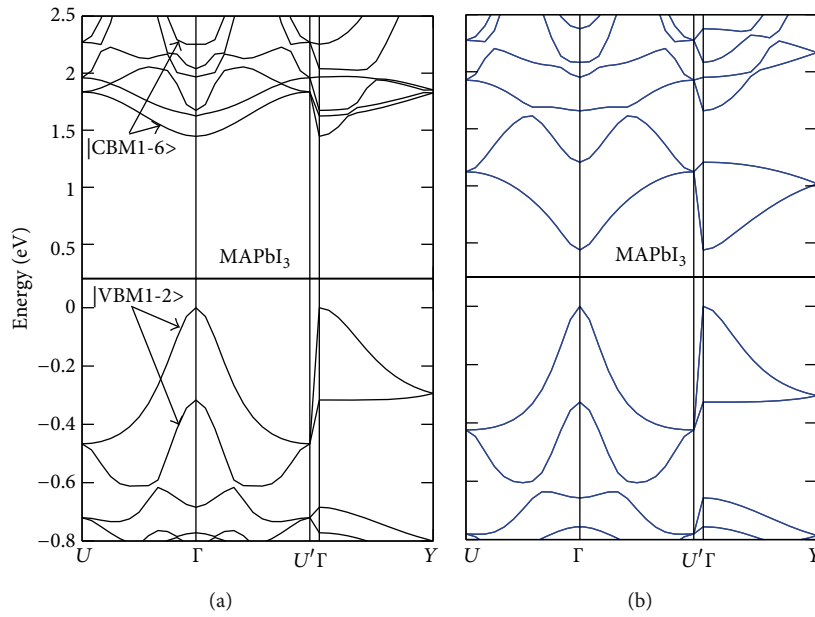 Energy (eV)
2.5
2
1.5
1
0.5
0
−0.2
−0.4
−0.6
−0.8
|CBM1-6>
MAPbI3
|VBM1-2>
U Γ U′ Γ Y
(a)
MAPbI3
U Γ U′ Γ Y
(b)